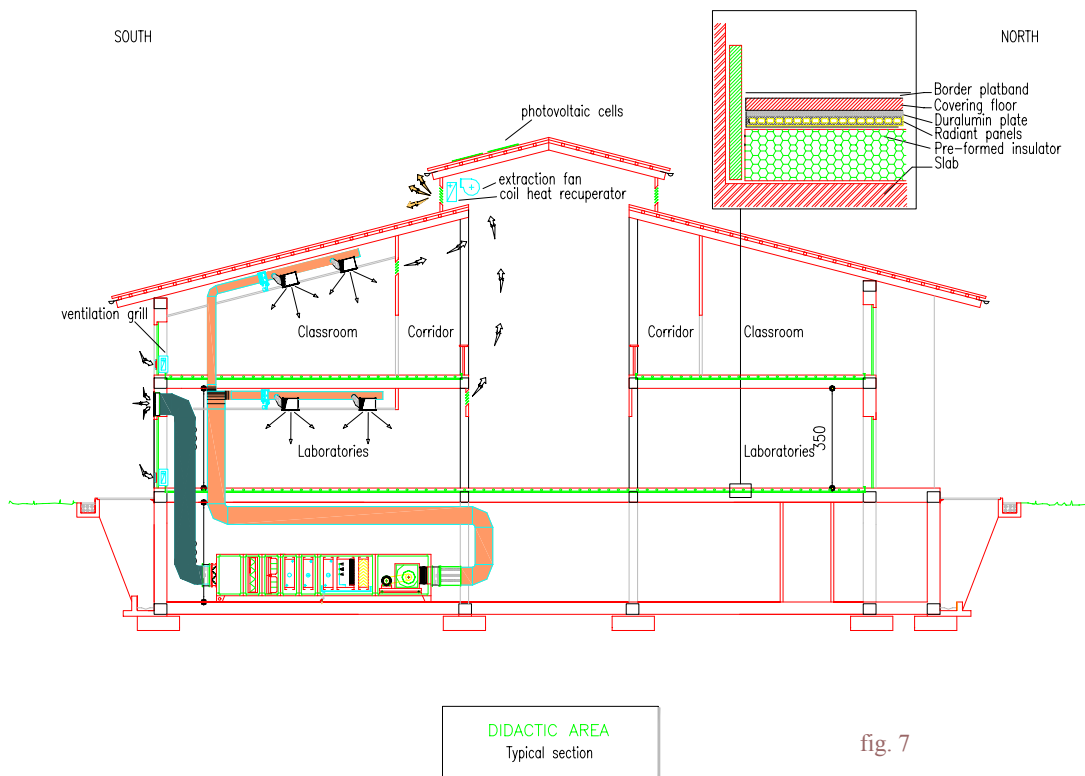 SOUTH
NORTH
Border platband
Covering floor
Duralumin plate
Radiant panels
Pre-formed insulator
Slab
photovoltaic cells
extraction fan
coil heat recuperator
ventilation grill
Classroom
Corridor
Corridor
Classroom
Laboratories
Laboratories
350
DIDACTIC AREA
Typical section
fig. 7